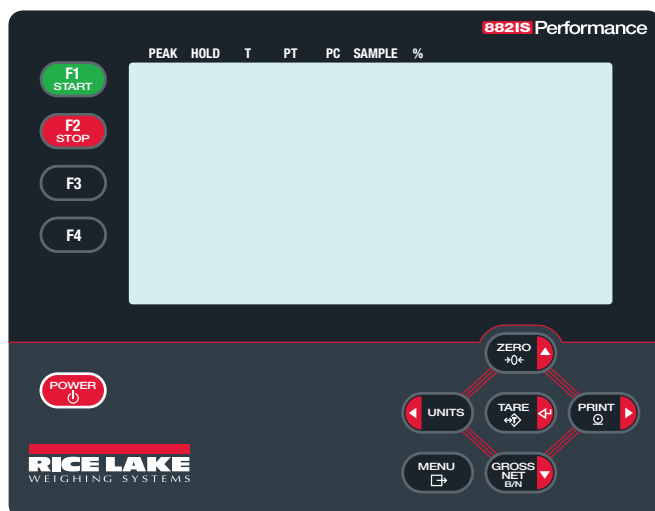 882IS Performance
PEAK HOLD T PT PC SAMPLE %
F1
START
F2
STOP
F3
F4
ZERO
→0←
POWER
UNITS
TARE
PRINT
MENU
GROSS
NET
B/N
RICE LAKE
WEIGHING SYSTEMS